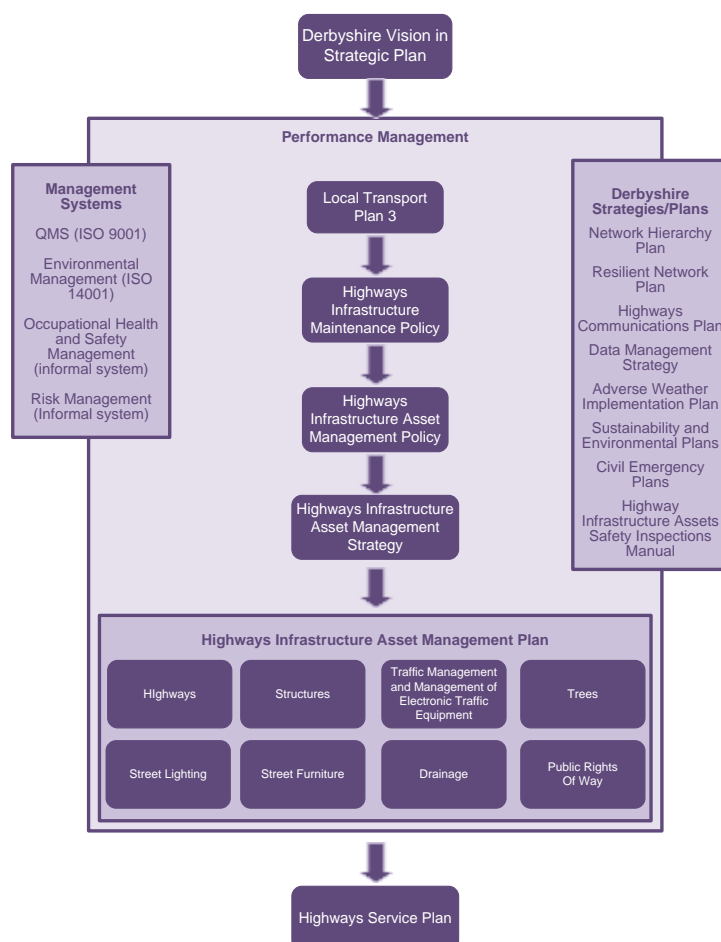 Derbyshire Vision in
Strategic Plan
Performance Management
Management
Systems
QMS (ISO 9001)
Environmental
Management (ISO
14001)
Occupational Health
and Safety
Management
(informal system)
Risk Management
(Informal system)
Local Transport
Plan 3
Highways
Infrastructure
Maintenance Policy
Highways
Infrastructure Asset
Management Policy
Highways Infrastructure
Asset Management
Strategy
Derbyshire
Strategies/Plans
Network Hierarchy
Plan
Resilient Network
Plan
Highways
Communications Plan
Data Management
Strategy
Adverse Weather
Implementation Plan
Sustainability and
Environmental Plans
Civil Emergency
Plans
Highway
Infrastructure Assets
Safety Inspections
Manual
Highways Infrastructure Asset Management Plan
HIghways
Structures
Traffic Management
and Management of
Electronic Traffic
Equipment
Trees
Street Lighting
Street Furniture
Drainage
Public Rights
Of Way
Highways Service Plan